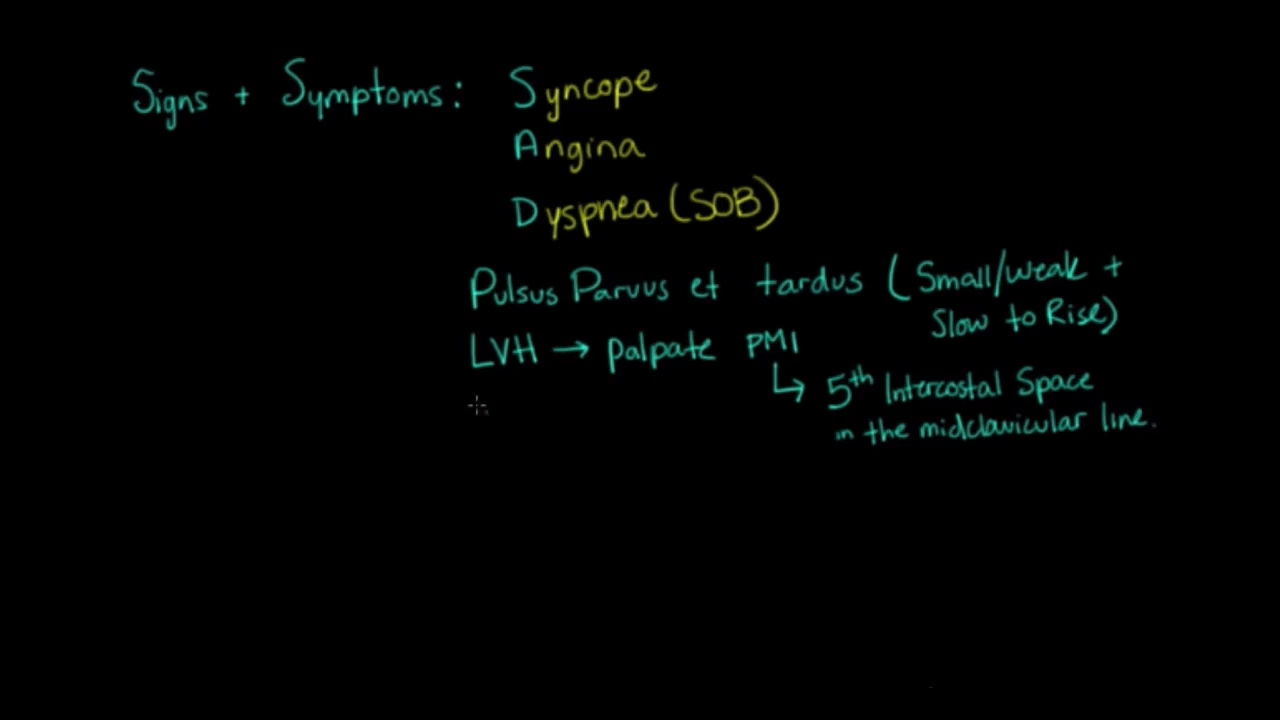 Signs + Symptoms: Syncope
Angina
Dyspnea (SOB)
Pulsus Parvus et tardus (Small/weak +
Slow to Rise)
LVH → palpate PMI
↳ 5th Intercostal Space
in the midclavicular line.